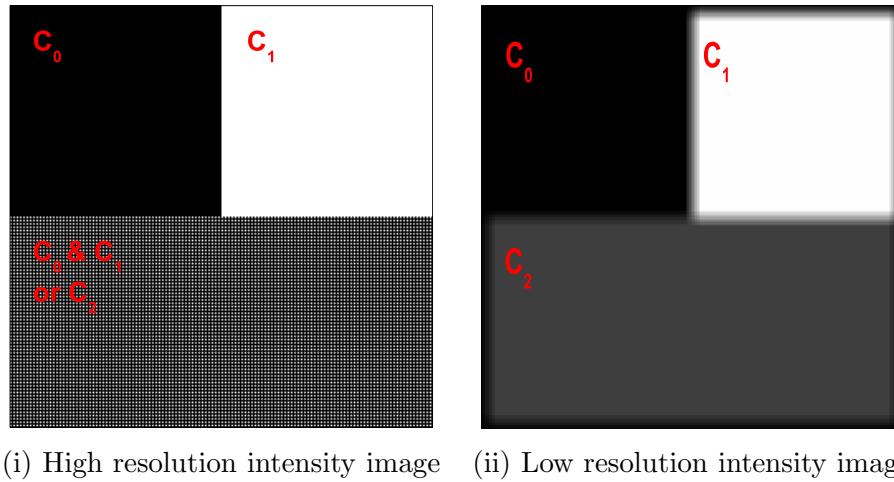 C₀
C₁
C₀ & C₁
or C₂
(i) High resolution intensity image
C₀
C₁
C₂
(ii) Low resolution intensity imag